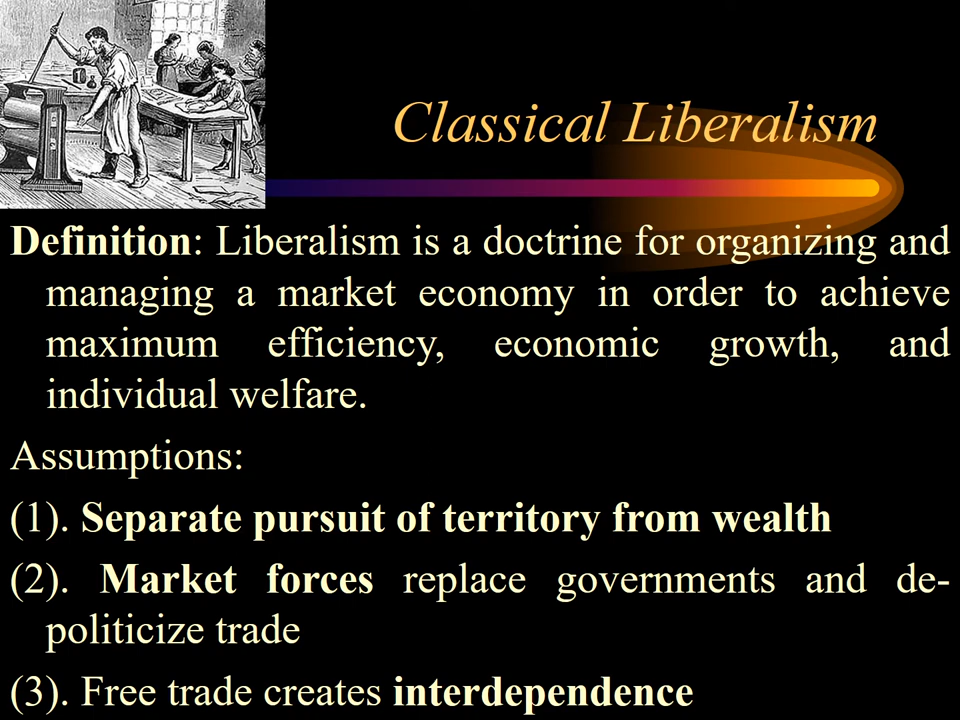 Classical Liberalism
Definition: Liberalism is a doctrine for organizing and
managing a market economy in order to achieve
maximum efficiency, economic growth, and
individual welfare.
Assumptions:
(1). Separate pursuit of territory from wealth
(2). Market forces replace governments and de-
politicize trade
(3). Free trade creates interdependence